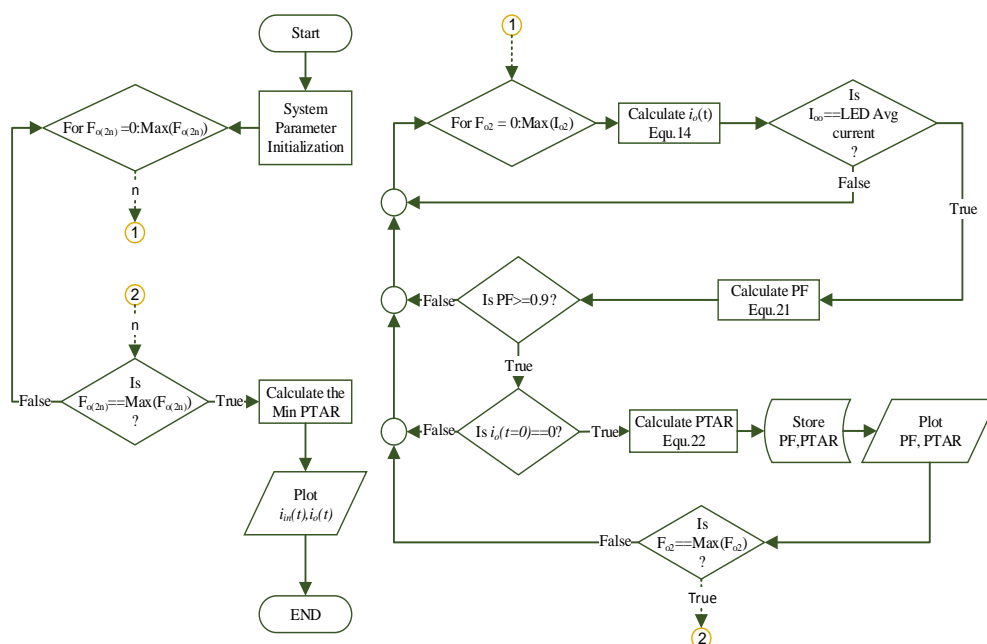 Start
System
Parameter
Initialization
For Fo(2n) =0:Max(Fo(2n))
n
1
2
n
Is
Fo(2n)==Max(Fo(2n))
?
False
True
Calculate the
Min PTAR
Plot
iin(t),io(t)
END
1
For Fo2 = 0:Max(Io2)
Calculate io(t)
Equ.14
Is
Ioo==LED Avg
current
?
False
True
Calculate PF
Equ.21
Is PF>=0.9?
False
True
Is io(t=0)==0?
False
True
Calculate PTAR
Equ.22
Store
PF,PTAR
Plot
PF, PTAR
Is
Fo2==Max(Fo2)
?
False
True
2